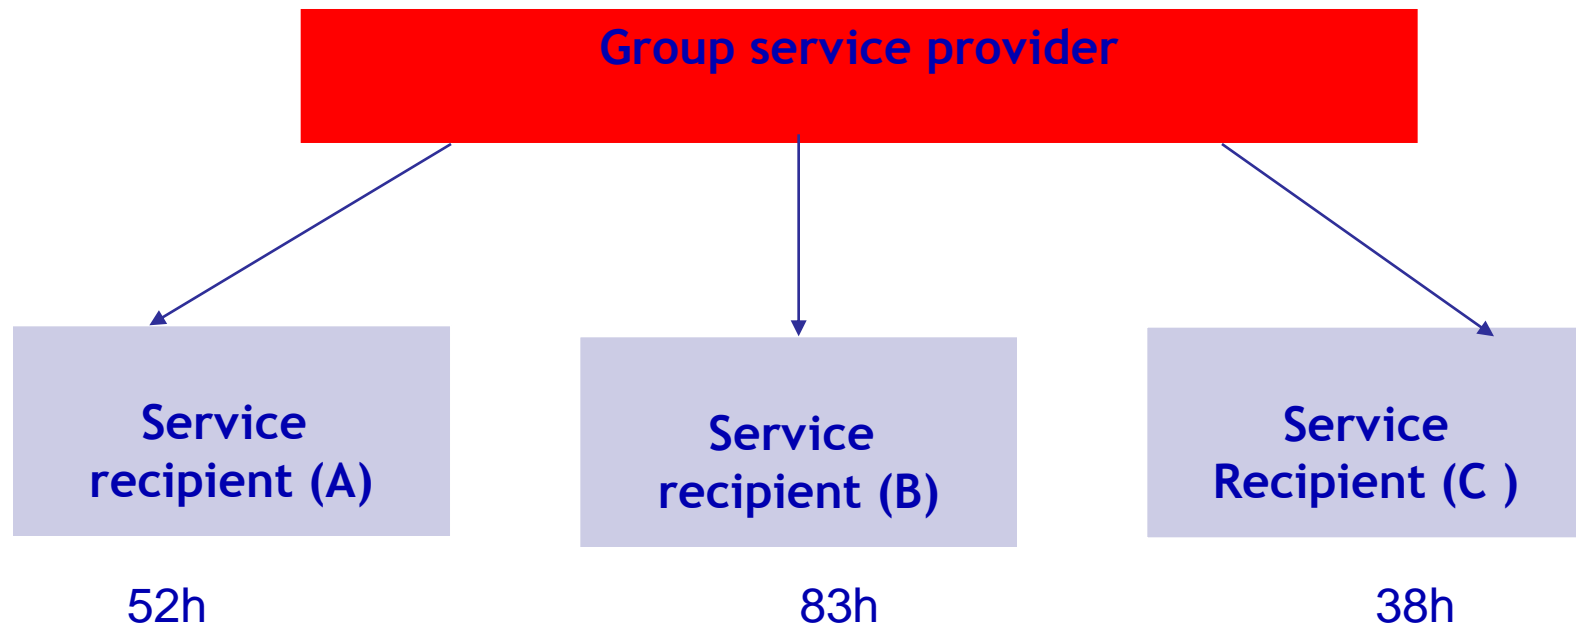 Group service provider
Service
recipient (A)
Service
recipient (B)
Service
Recipient (C )
52h
83h
38h